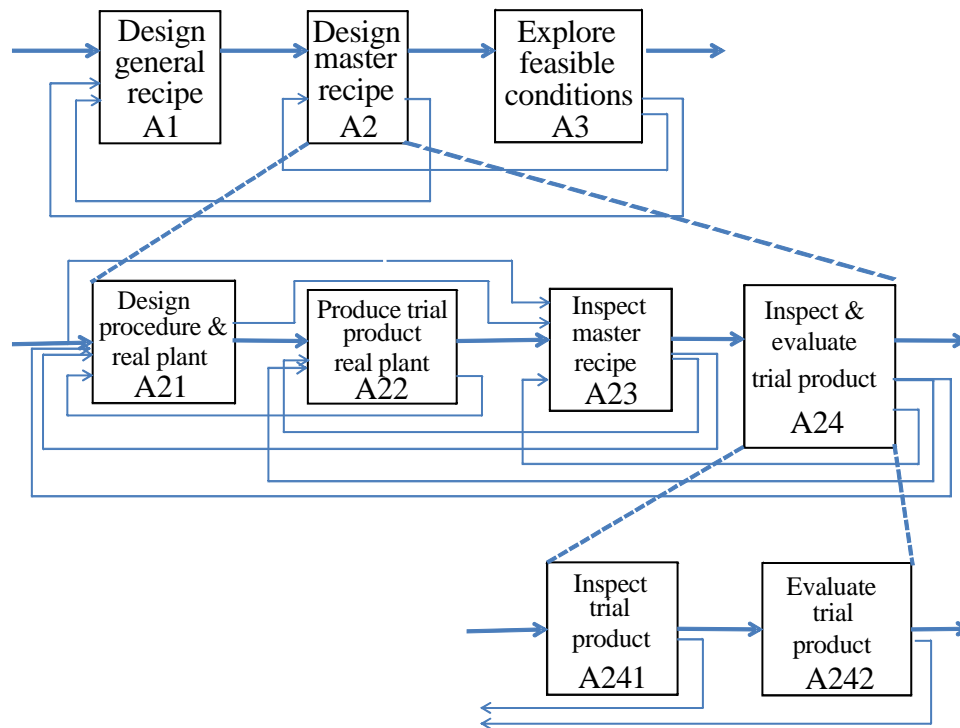 Design
general
recipe
A1
Design
master
recipe
A2
Explore
feasible
conditions
A3
Design
procedure &
real plant
A21
Produce trial
product
real plant
A22
Inspect
master
recipe
A23
Inspect &
evaluate
trial product
A24
Inspect
trial
product
A241
Evaluate
trial
product
A242